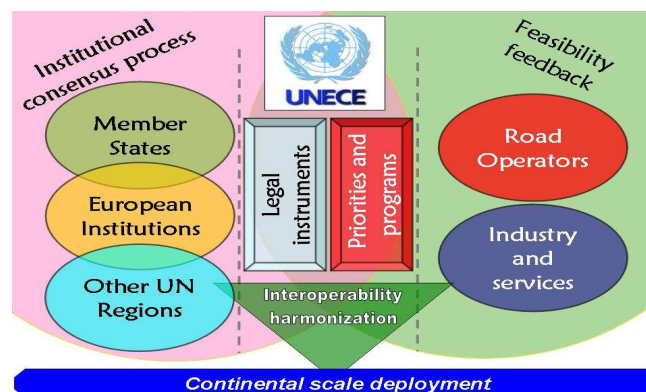 Institutional
consensus process
UNECE
Feasibility
feedback
Member
States
European
Institutions
Other UN
Regions
Legal
instruments
Priorities and
programs
Road
Operators
Industry
and
services
Interoperability
harmonization
Continental scale deployment